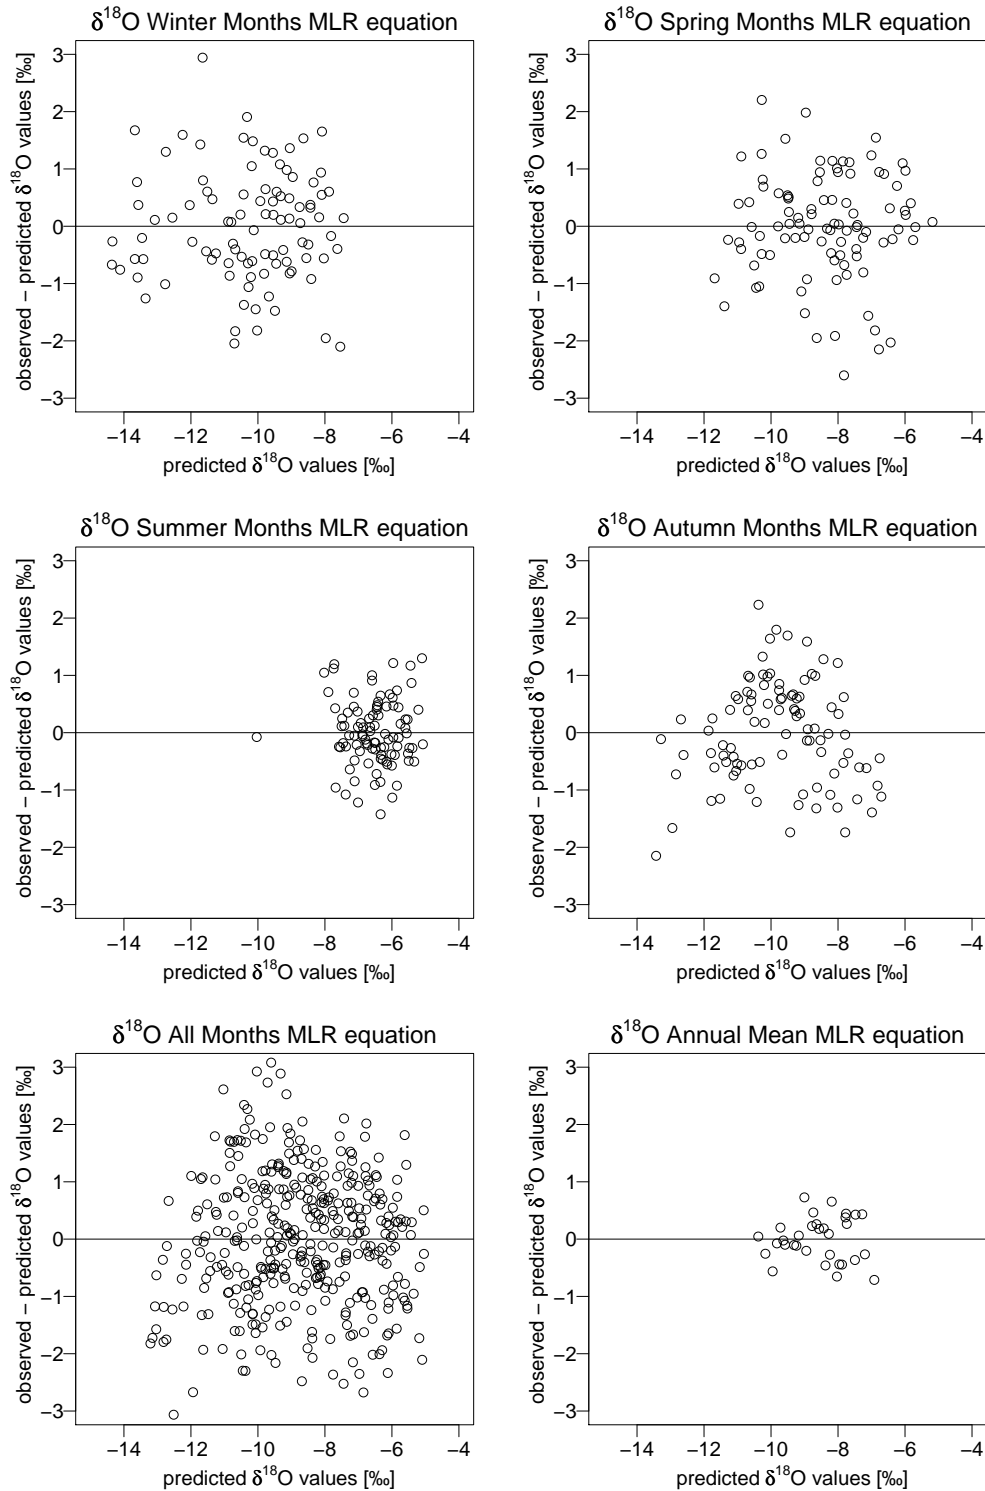 δ¹⁸O Winter Months MLR equation
observed − predicted δ¹⁸O values [‰]
3
2
1
0
−1
−2
−3
−14 −12 −10 −8 −6 −4
predicted δ¹⁸O values [‰]
δ¹⁸O Spring Months MLR equation
observed − predicted δ¹⁸O values [‰]
3
2
1
0
−1
−2
−3
−14 −12 −10 −8 −6 −4
predicted δ¹⁸O values [‰]
δ¹⁸O Summer Months MLR equation
observed − predicted δ¹⁸O values [‰]
3
2
1
0
−1
−2
−3
−14 −12 −10 −8 −6 −4
predicted δ¹⁸O values [‰]
δ¹⁸O Autumn Months MLR equation
observed − predicted δ¹⁸O values [‰]
3
2
1
0
−1
−2
−3
−14 −12 −10 −8 −6 −4
predicted δ¹⁸O values [‰]
δ¹⁸O All Months MLR equation
observed − predicted δ¹⁸O values [‰]
3
2
1
0
−1
−2
−3
−14 −12 −10 −8 −6 −4
predicted δ¹⁸O values [‰]
δ¹⁸O Annual Mean MLR equation
observed − predicted δ¹⁸O values [‰]
3
2
1
0
−1
−2
−3
−14 −12 −10 −8 −6 −4
predicted δ¹⁸O values [‰]